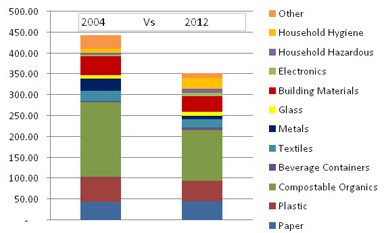 2004 Vs 2012
500.00
450.00
400.00
350.00
300.00
250.00
200.00
150.00
100.00
50.00
-
Other
Household Hygiene
Household Hazardous
Electronics
Building Materials
Glass
Metals
Textiles
Beverage Containers
Compostable Organics
Plastic
Paper